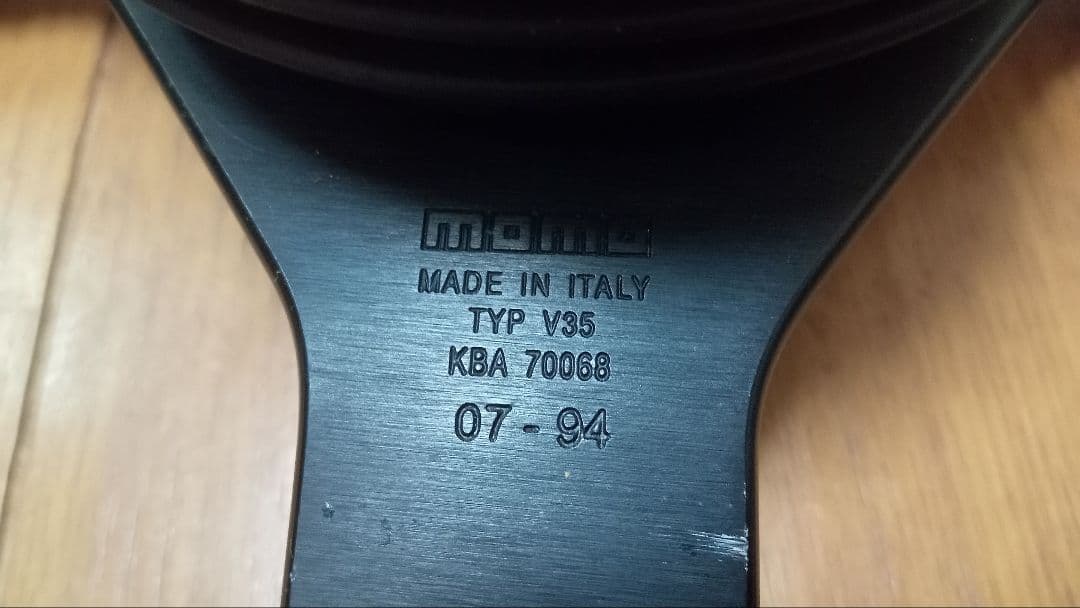 momo
MADE IN ITALY
TYP V35
KBA 70068
07-94